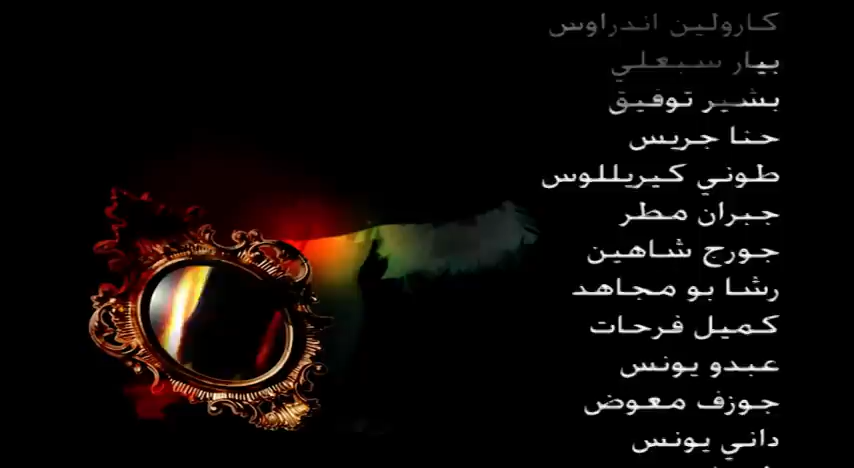 كارولين اندراوس
بيار سبعلي
بشير توفيق
حنا جريس
طوني كيريللوس
جبران مطر
جورج شاهين
رشا بو مجاهد
كميل فرحات
عبدو يونس
جوزف معوض
داني يونس